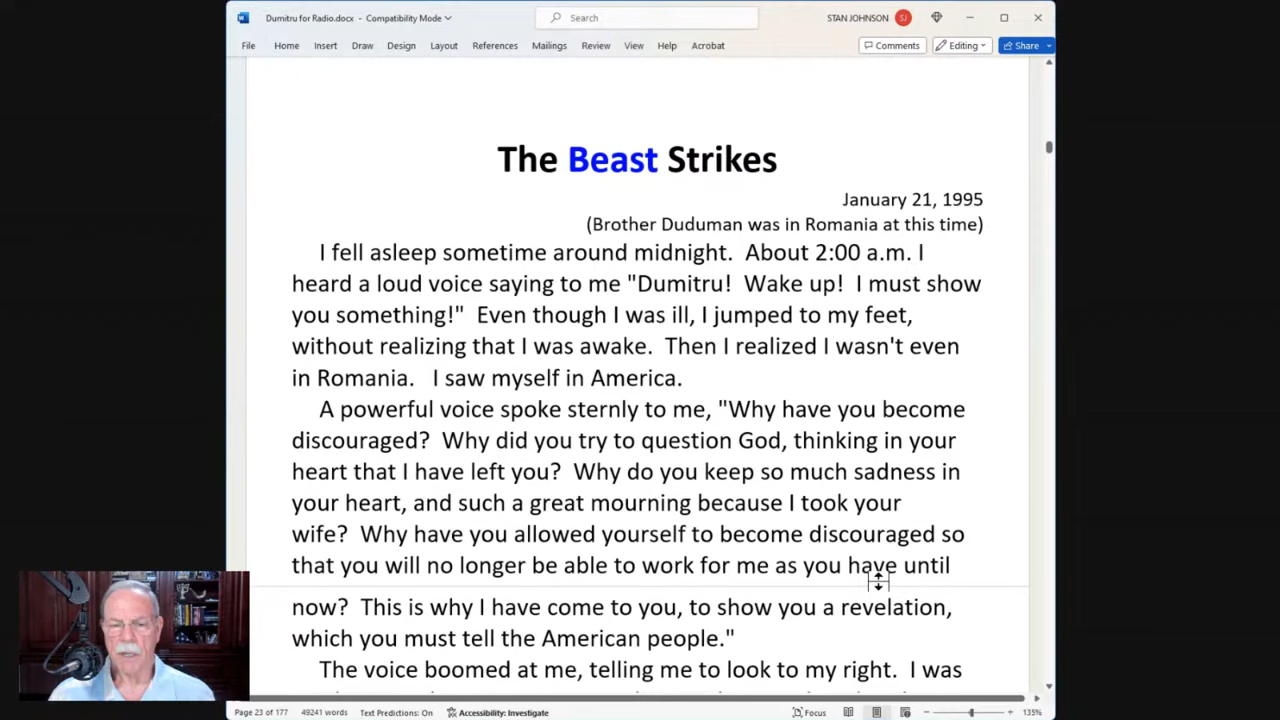 Dumitru for Radio.docx - Compatibility Mode
Search
STAN JOHNSON
SJ
File Home Insert Draw Design Layout References Mailings Review View Help Acrobat
Comments Editing Share
The Beast Strikes
January 21, 1995
(Brother Duduman was in Romania at this time)
I fell asleep sometime around midnight. About 2:00 a.m. I
heard a loud voice saying to me "Dumitru! Wake up! I must show
you something!" Even though I was ill, I jumped to my feet,
without realizing that I was awake. Then I realized I wasn't even
in Romania. I saw myself in America.
A powerful voice spoke sternly to me, "Why have you become
discouraged? Why did you try to question God, thinking in your
heart that I have left you? Why do you keep so much sadness in
your heart, and such a great mourning because I took your
wife? Why have you allowed yourself to become discouraged so
that you will no longer be able to work for me as you have until
now? This is why I have come to you, to show you a revelation,
which you must tell the American people."
The voice boomed at me, telling me to look to my right. I was
Page 23 of 177 49241 words Text Predictions: On Accessibility: Investigate Focus 135%